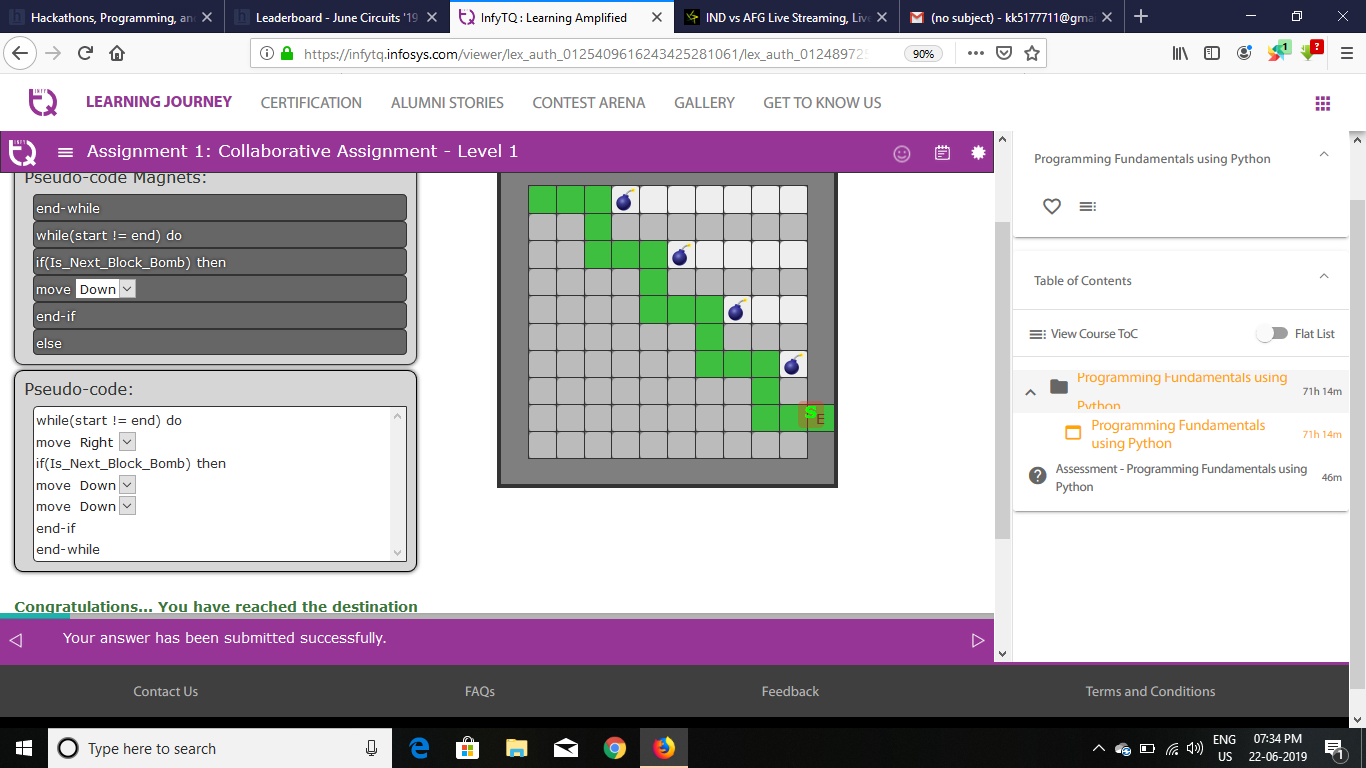 Hackathons, Programming, an
Leaderboard - June Circuits '19
InfyTQ : Learning Amplified
IND vs AFG Live Streaming, Live
(no subject) - kk5177711@gma
https://infytq.infosys.com/viewer/lex_auth_0125409616243425281061/lex_auth_01248972
90%
1
?
INFY
TQ
LEARNING JOURNEY
CERTIFICATION
ALUMNI STORIES
CONTEST ARENA
GALLERY
GET TO KNOW US
INFY
TQ
Assignment 1: Collaborative Assignment - Level 1
Pseudo-code Magnets:
end-while
while(start != end) do
if(Is_Next_Block_Bomb) then
move Down
end-if
else
Pseudo-code:
while(start != end) do
move Right
if(Is_Next_Block_Bomb) then
move Down
move Down
end-if
end-while
S
E
Congratulations... You have reached the destination
Your answer has been submitted successfully.
Programming Fundamentals using Python
Table of Contents
View Course ToC
Flat List
Programming Fundamentals using
Python
71h 14m
Programming Fundamentals
using Python
71h 14m
Assessment - Programming Fundamentals using
Python
46m
Contact Us
FAQs
Feedback
Terms and Conditions
Type here to search
ENG
US
07:34 PM
22-06-2019
1